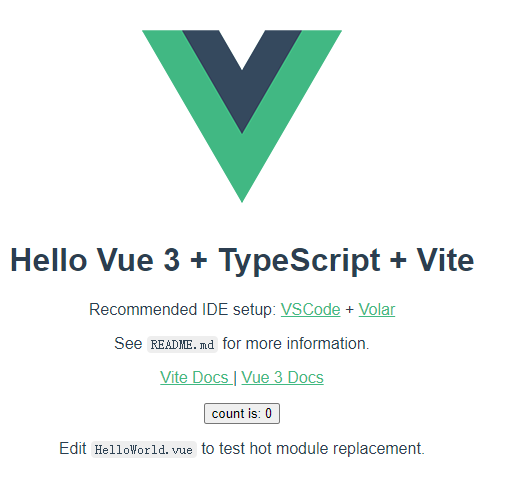 Hello Vue 3 + TypeScript + Vite
Recommended IDE setup: VSCode + Volar
See README.md for more information.
Vite Docs | Vue 3 Docs
count is: 0
Edit HelloWorld.vue to test hot module replacement.